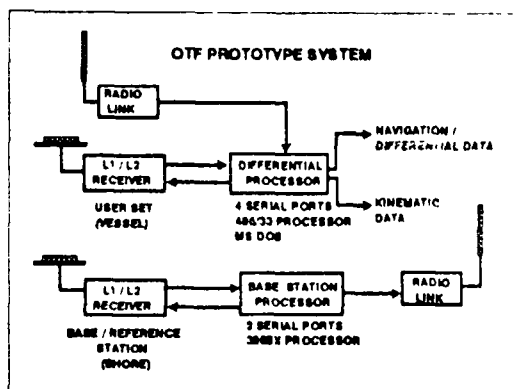 OTF PROTOTYPE SYSTEM
RADIO
LINK
L1 / L2
RECEIVER
DIFFERENTIAL
PROCESSOR
NAVIGATION /
DIFFERENTIAL DATA
KINEMATIC
DATA
USER SET
(VESSEL)
4 SERIAL PORTS
486/33 PROCESSOR
MS DOS
L1 / L2
RECEIVER
BASE STATION
PROCESSOR
RADIO
LINK
BASE / REFERENCE
STATION
(SHORE)
2 SERIAL PORTS
386SX PROCESSOR